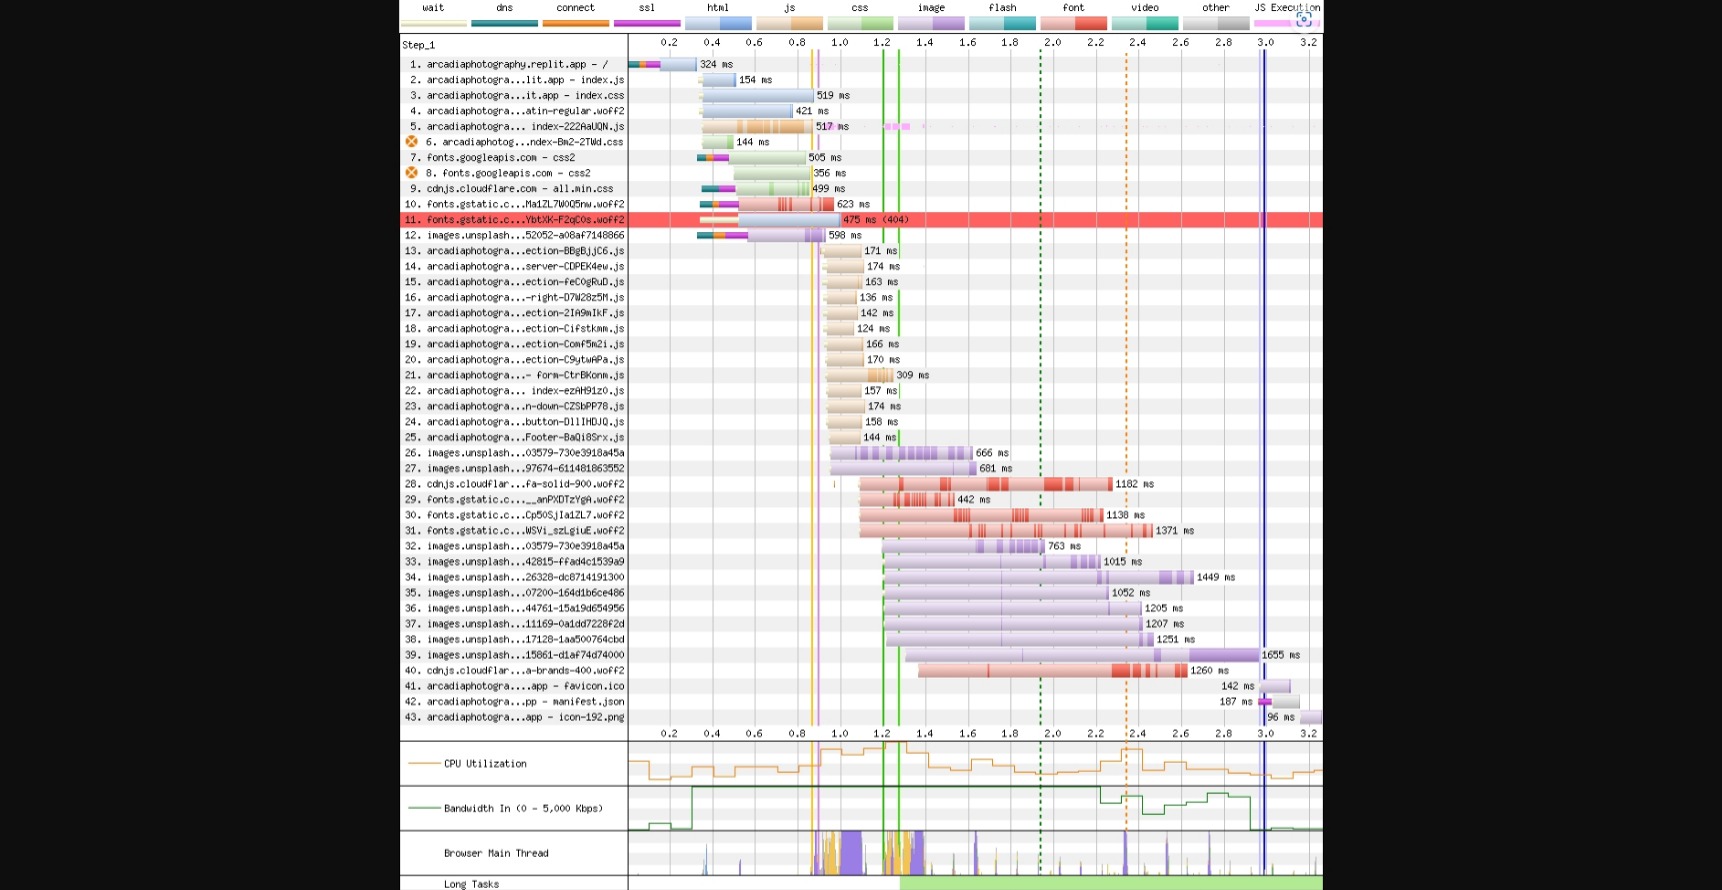 wait dns connect ssl html js css image flash font video other JS Execution
Step_1 0.2 0.4 0.6 0.8 1.0 1.2 1.4 1.6 1.8 2.0 2.2 2.4 2.6 2.8 3.0 3.2
1. arcadiaphotography.replit.app - / 324 ms
2. arcadiaphotogra...lit.app - index.js 154 ms
3. arcadiaphotogra...it.app - index.css 519 ms
4. arcadiaphotogra...atin-regular.woff2 421 ms
5. arcadiaphotogra... index-222AaUQN.js 517 ms
6. arcadiaphotog...ndex-Bm2-2TWd.css 144 ms
7. fonts.googleapis.com - css2 505 ms
8. fonts.googleapis.com - css2 356 ms
9. cdnjs.cloudflare.com - all.min.css 499 ms
10. fonts.gstatic.c...Ma1ZL7W0Q5nw.woff2 623 ms
11. fonts.gstatic.c...YbtXK-F2qC0s.woff2 475 ms (404)
12. images.unsplash...52052-a08af7148866 598 ms
13. arcadiaphotogra...ection-BBgBjjC6.js 171 ms
14. arcadiaphotogra...server-CDPEK4ew.js 174 ms
15. arcadiaphotogra...ection-feCOgRuD.js 163 ms
16. arcadiaphotogra...-right-D7W28z5M.js 136 ms
17. arcadiaphotogra...ection-2IA9mIkF.js 142 ms
18. arcadiaphotogra...ection-Cifstkmm.js 124 ms
19. arcadiaphotogra...ection-Comf5m2i.js 166 ms
20. arcadiaphotogra...ection-C9ytwAPa.js 170 ms
21. arcadiaphotogra...- form-CtrBKonm.js 309 ms
22. arcadiaphotogra... index-ezAH91zO.js 157 ms
23. arcadiaphotogra...n-down-CZSbPP78.js 174 ms
24. arcadiaphotogra...button-DllIHDJQ.js 158 ms
25. arcadiaphotogra...Footer-BaQi8Srx.js 144 ms
26. images.unsplash...03579-730e3918a45a 666 ms
27. images.unsplash...97674-611481863552 681 ms
28. cdnjs.cloudflar...fa-solid-900.woff2 1182 ms
29. fonts.gstatic.c...__anPXDTzYgA.woff2 442 ms
30. fonts.gstatic.c...Cp50SjIa1ZL7.woff2 1138 ms
31. fonts.gstatic.c...WSVi_szLgiuE.woff2 1371 ms
32. images.unsplash...03579-730e3918a45a 763 ms
33. images.unsplash...42815-ffad4c1539a9 1015 ms
34. images.unsplash...26328-dc8714191300 1449 ms
35. images.unsplash...07200-164d1b6ce486 1052 ms
36. images.unsplash...44761-15a19d654956 1205 ms
37. images.unsplash...11169-0a1dd7228f2d 1207 ms
38. images.unsplash...17128-1aa500764cbd 1251 ms
39. images.unsplash...15861-d1af74d74000 1655 ms
40. cdnjs.cloudflar...a-brands-400.woff2 1260 ms
41. arcadiaphotogra....app - favicon.ico 142 ms
42. arcadiaphotogra...pp - manifest.json 187 ms
43. arcadiaphotogra...app - icon-192.png 96 ms
0.2 0.4 0.6 0.8 1.0 1.2 1.4 1.6 1.8 2.0 2.2 2.4 2.6 2.8 3.0 3.2
CPU Utilization
Bandwidth In (0 - 5,000 Kbps)
Browser Main Thread
Long Tasks